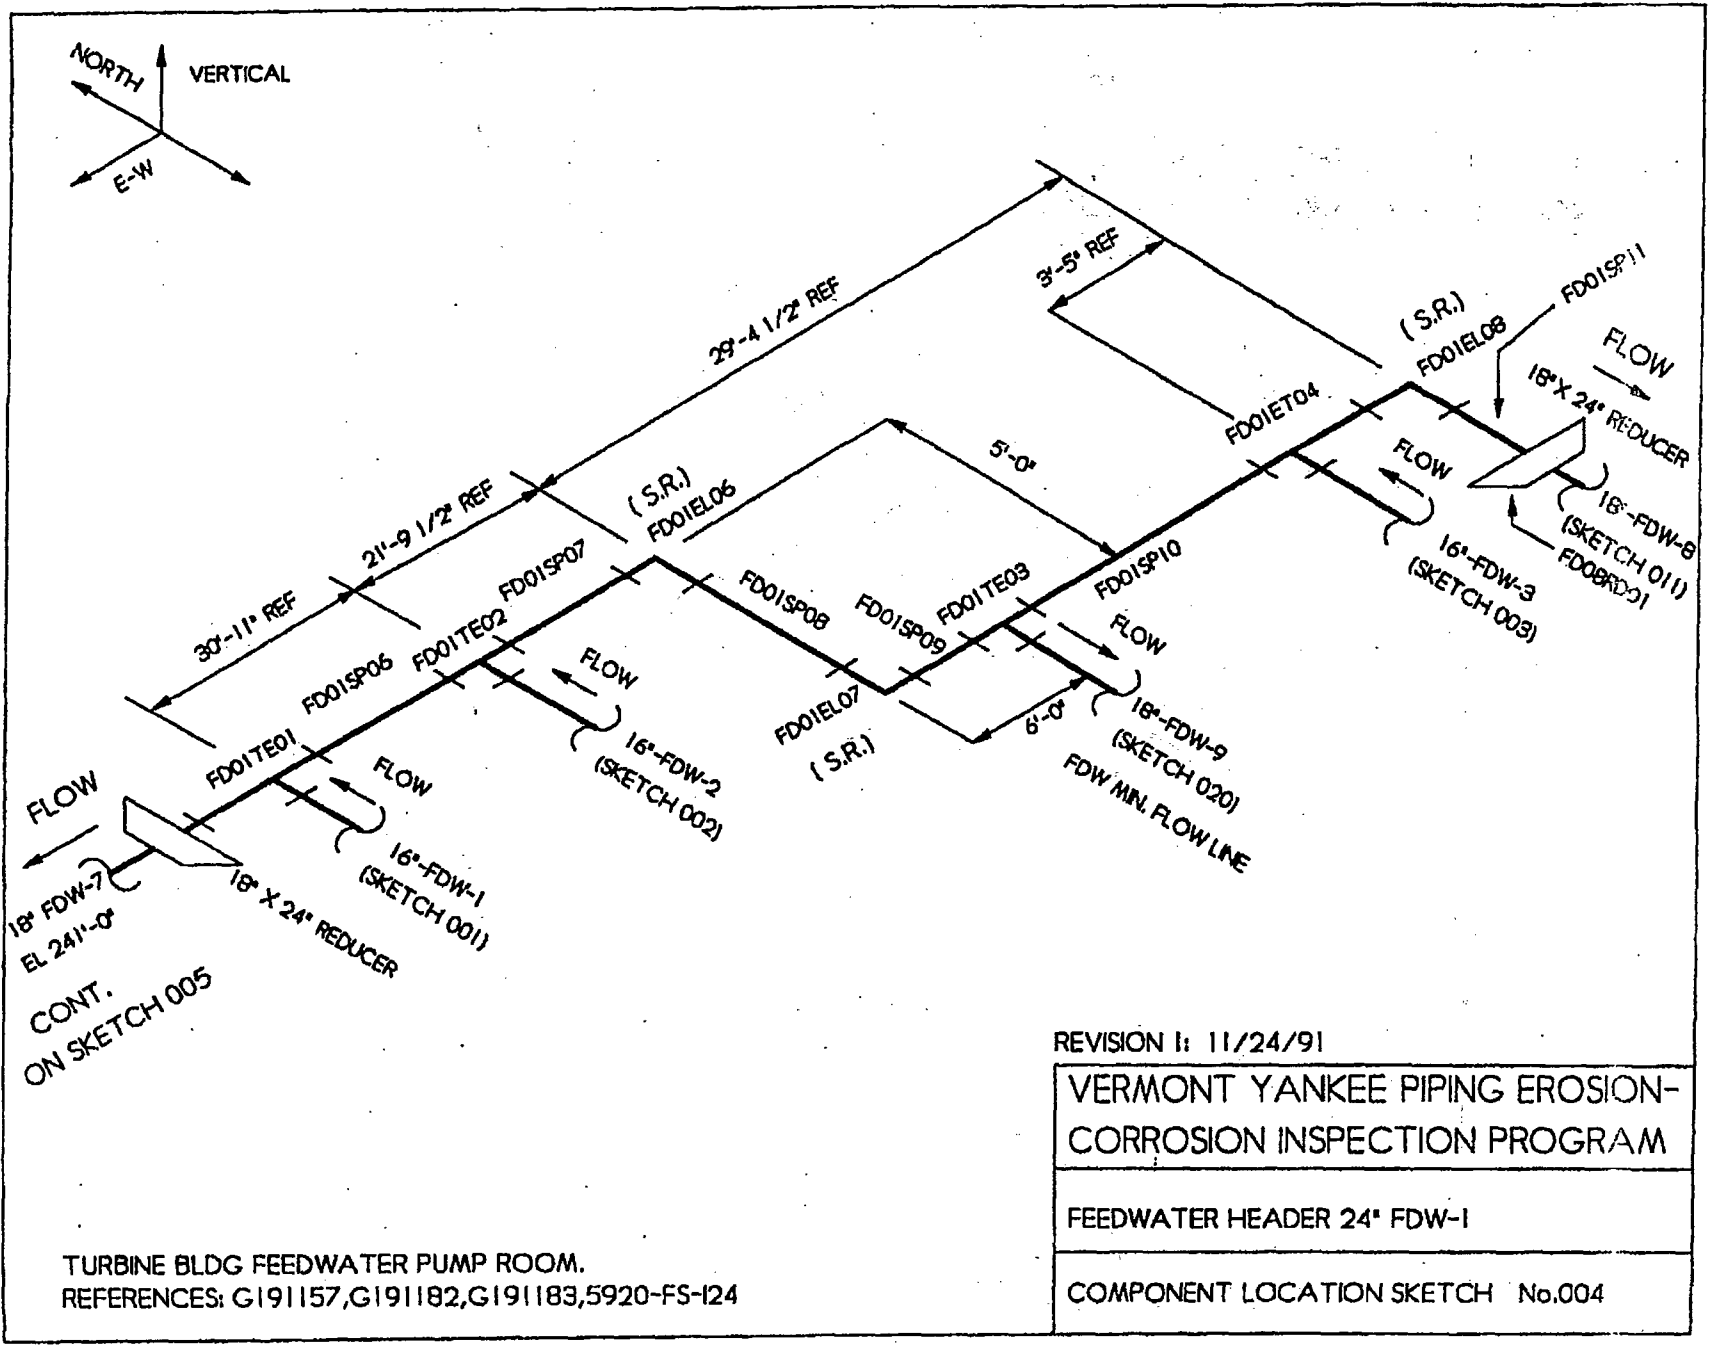 NORTH
VERTICAL
E-W
3'-5" REF
29'-4 1/2" REF
21'-9 1/2" REF
30'-11" REF
5'-0"
6'-0"
(S.R.)
FD01EL08
FD01SP11
FLOW
18"X 24" REDUCER
FD01ET04
FLOW
18"-FDW-8
(SKETCH 011)
FD08RD01
16"-FDW-3
(SKETCH 003)
(S.R.)
FD01EL06
FD01SP07
FD01SP08
FD01SP09
FD01TE03
FD01SP10
FLOW
FD01TE02
FD01SP06
FLOW
FD01EL07
(S.R.)
18"-FDW-9
(SKETCH 020)
FDW MIN. FLOW LINE
16"-FDW-2
(SKETCH 002)
FD01TE01
FLOW
FLOW
16"-FDW-1
(SKETCH 001)
18" X 24" REDUCER
18" FDW-7
EL 241'-0"
CONT.
ON SKETCH 005
REVISION 1: 11/24/91
VERMONT YANKEE PIPING EROSION-
CORROSION INSPECTION PROGRAM
FEEDWATER HEADER 24" FDW-1
COMPONENT LOCATION SKETCH No.004
TURBINE BLDG FEEDWATER PUMP ROOM.
REFERENCES: G191157,G191182,G191183,5920-FS-124